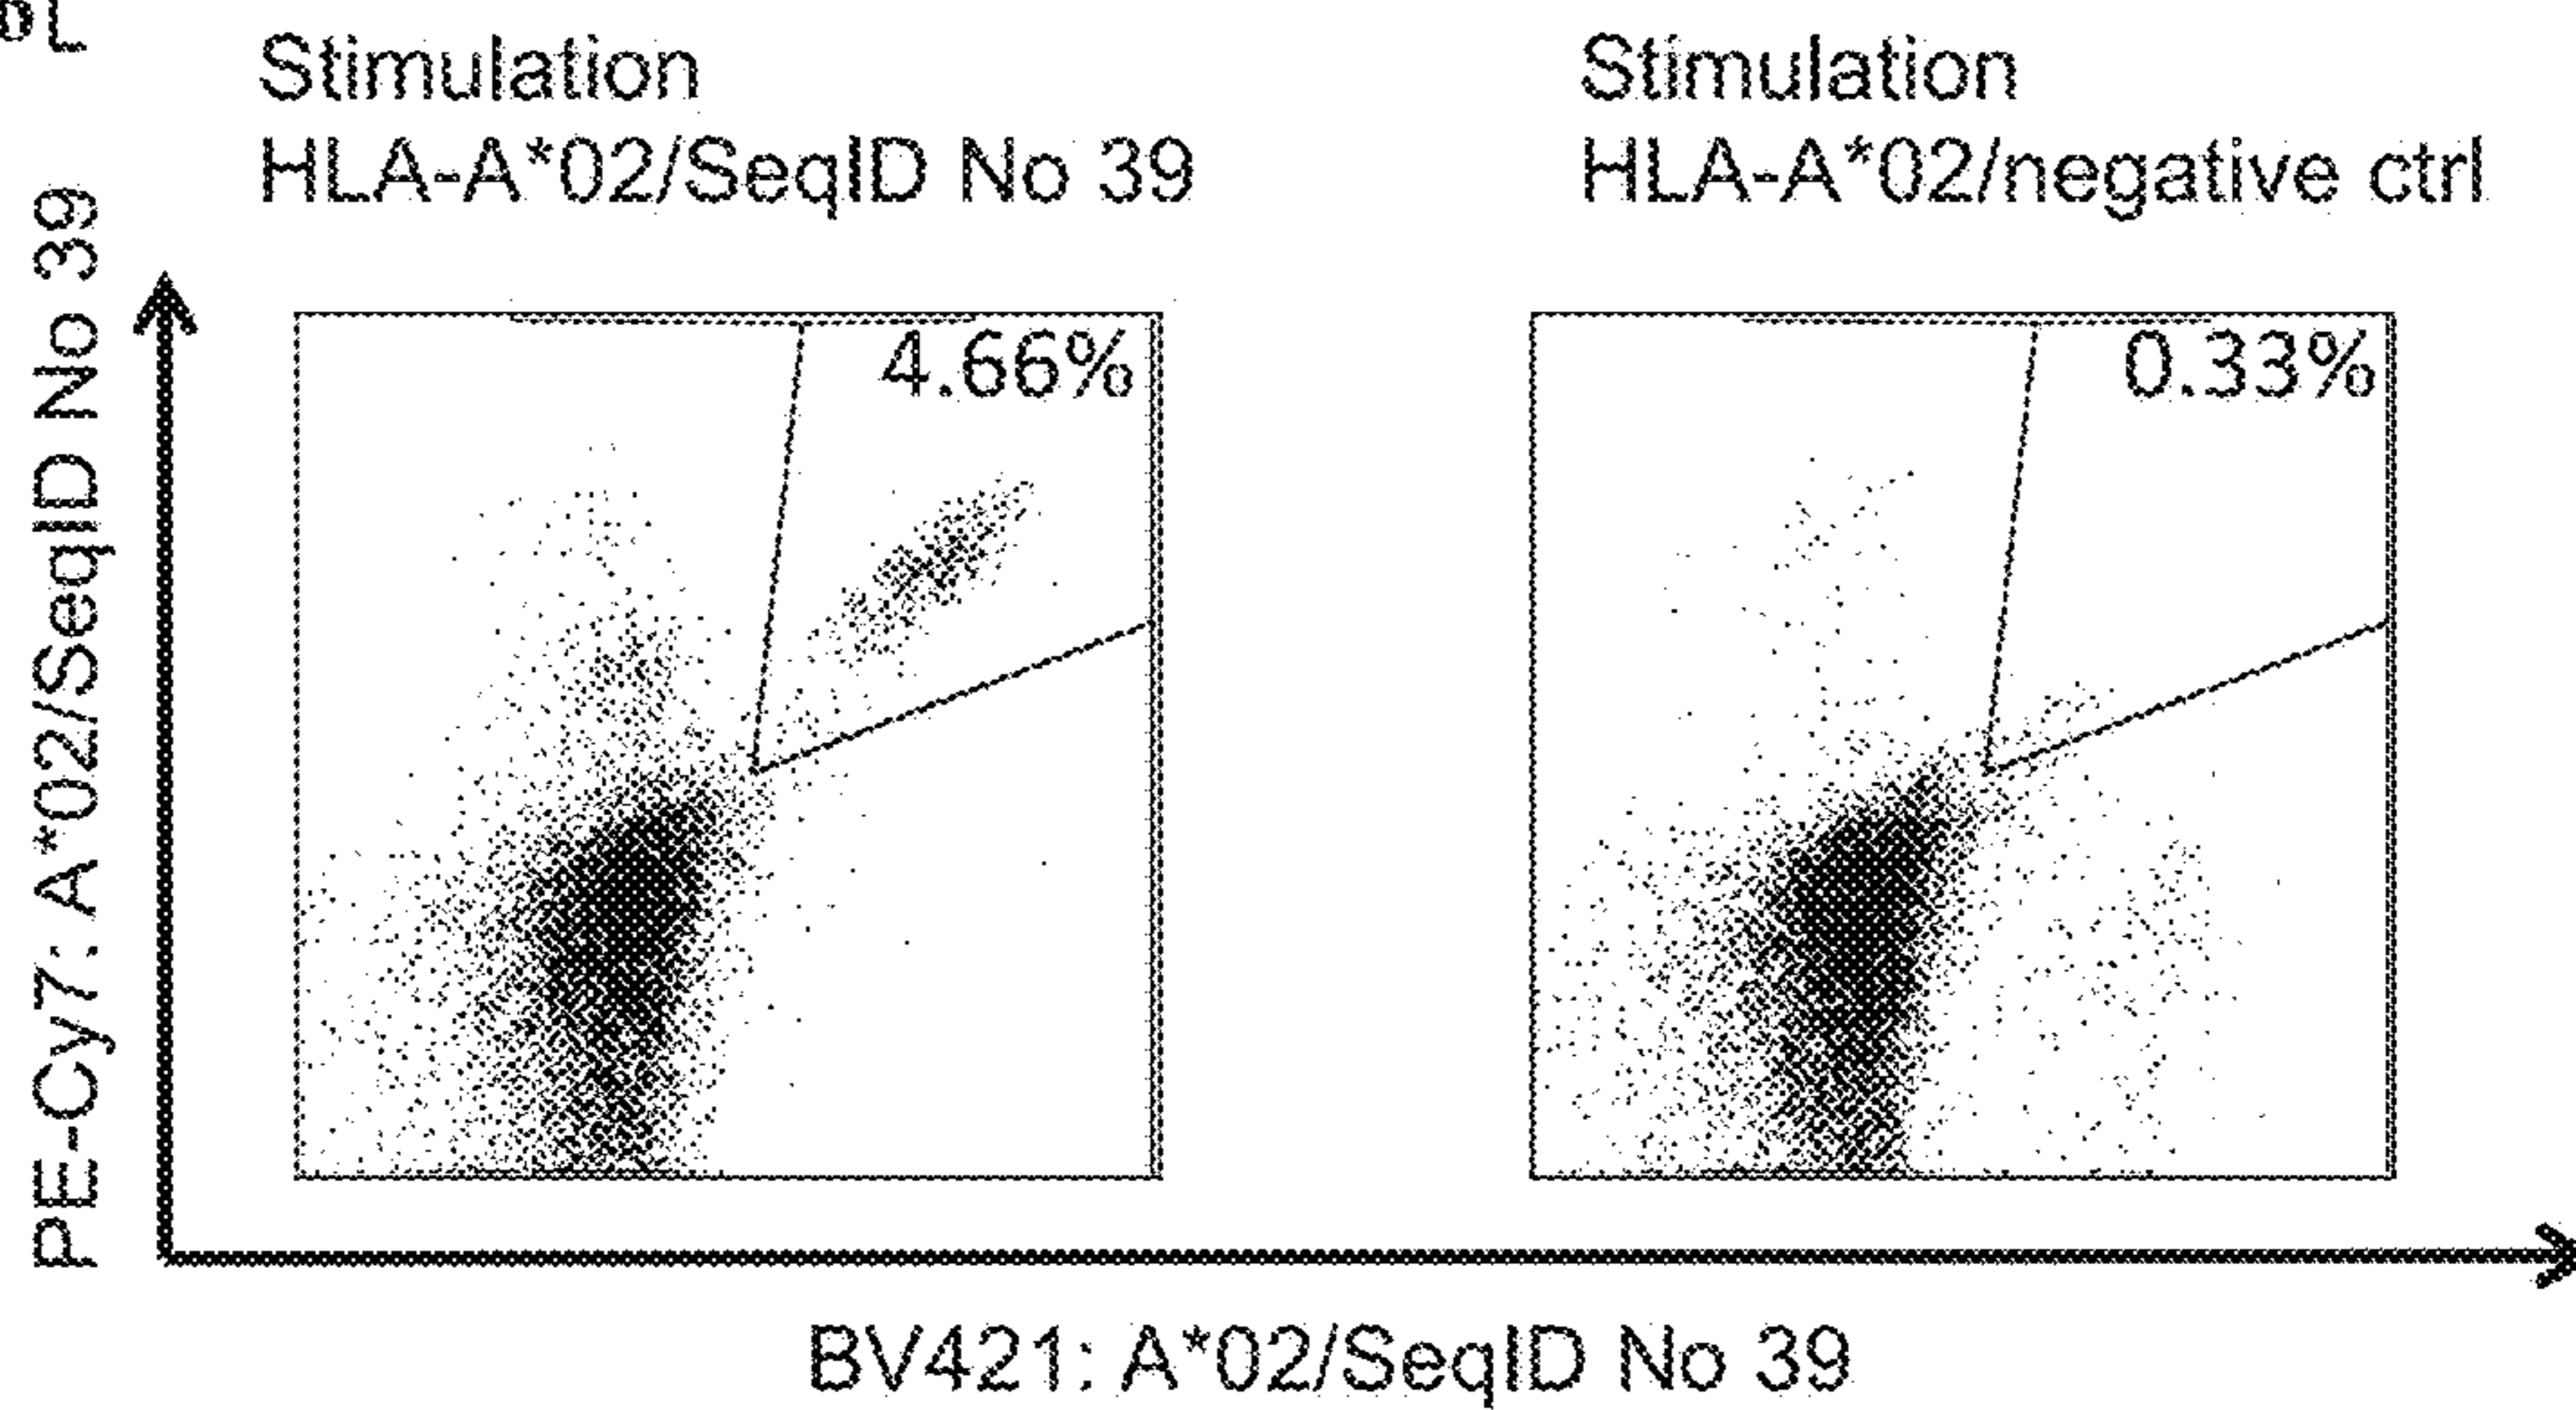 Stimulation
HLA-A*02/SeqID No 39
Stimulation
HLA-A*02/negative ctrl
PE-Cy7: A*02/SeqID No 39
4.66%
0.33%
BV421: A*02/SeqID No 39